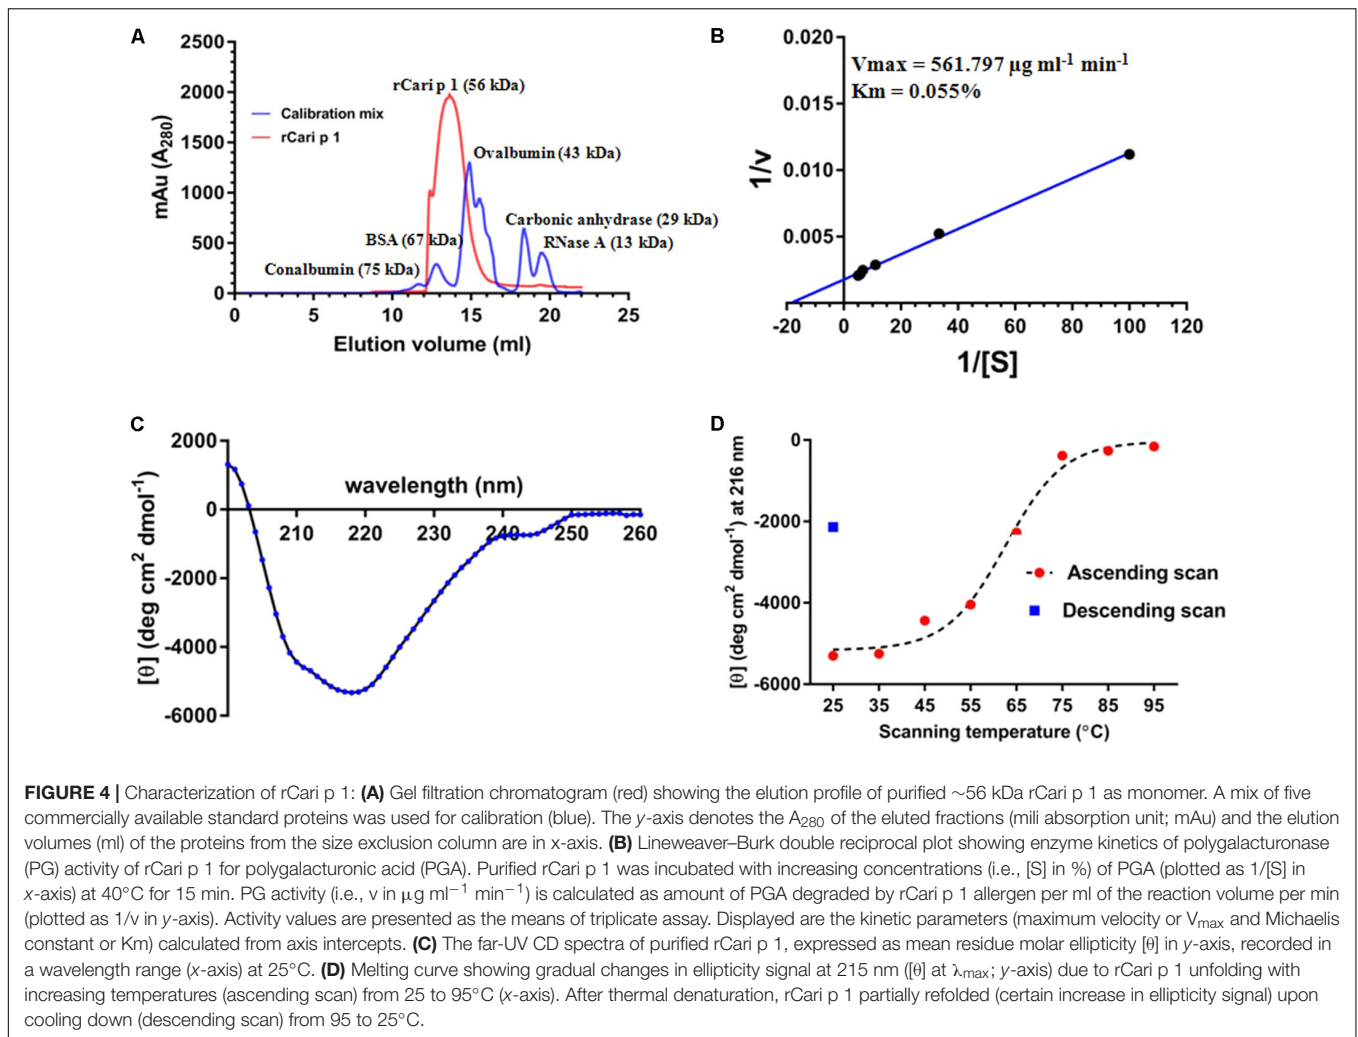 A
2500
2000
1500
1000
500
0
mAu (A280)
Calibration mix
rCari p 1
rCari p 1 (56 kDa)
Ovalbumin (43 kDa)
Carbonic anhydrase (29 kDa)
BSA (67 kDa)
RNase A (13 kDa)
Conalbumin (75 kDa)
0 5 10 15 20 25
Elution volume (ml)
B
0.020
0.015
0.010
0.005
1/v
Vmax = 561.797 µg ml-1 min-1
Km = 0.055%
-20 0 20 40 60 80 100 120
1/[S]
C
2000
0
-2000
-4000
-6000
[θ] (deg cm2 dmol-1)
wavelength (nm)
210 220 230 240 250 260
D
0
-2000
-4000
-6000
[θ] (deg cm2 dmol-1) at 216 nm
Ascending scan
Descending scan
25 35 45 55 65 75 85 95
Scanning temperature (°C)
FIGURE 4 | Characterization of rCari p 1: (A) Gel filtration chromatogram (red) showing the elution profile of purified ∼56 kDa rCari p 1 as monomer. A mix of five
commercially available standard proteins was used for calibration (blue). The y-axis denotes the A280 of the eluted fractions (mili absorption unit; mAu) and the elution
volumes (ml) of the proteins from the size exclusion column are in x-axis. (B) Lineweaver–Burk double reciprocal plot showing enzyme kinetics of polygalacturonase
(PG) activity of rCari p 1 for polygalacturonic acid (PGA). Purified rCari p 1 was incubated with increasing concentrations (i.e., [S] in %) of PGA (plotted as 1/[S] in
x-axis) at 40°C for 15 min. PG activity (i.e., v in µg ml−1 min−1) is calculated as amount of PGA degraded by rCari p 1 allergen per ml of the reaction volume per min
(plotted as 1/v in y-axis). Activity values are presented as the means of triplicate assay. Displayed are the kinetic parameters (maximum velocity or Vmax and Michaelis
constant or Km) calculated from axis intercepts. (C) The far-UV CD spectra of purified rCari p 1, expressed as mean residue molar ellipticity [θ] in y-axis, recorded in
a wavelength range (x-axis) at 25°C. (D) Melting curve showing gradual changes in ellipticity signal at 215 nm ([θ] at λmax; y-axis) due to rCari p 1 unfolding with
increasing temperatures (ascending scan) from 25 to 95°C (x-axis). After thermal denaturation, rCari p 1 partially refolded (certain increase in ellipticity signal) upon
cooling down (descending scan) from 95 to 25°C.